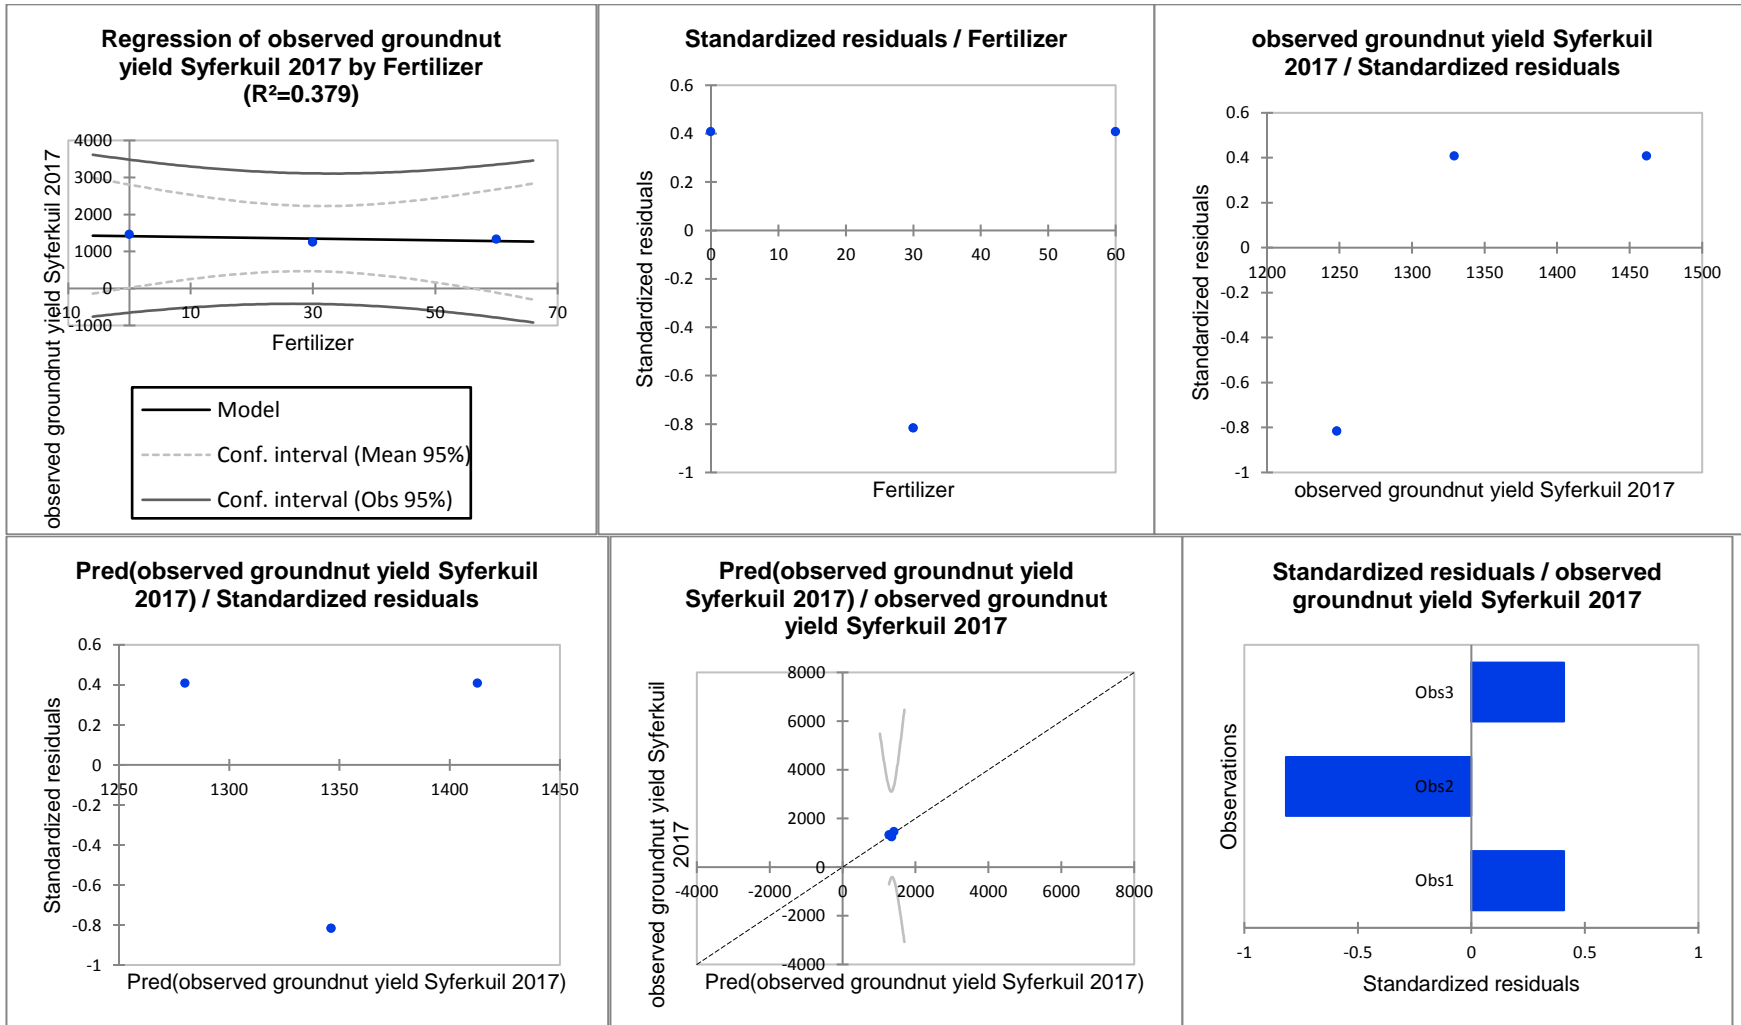 Regression of observed groundnut
yield Syferkuil 2017 by Fertilizer
(R²=0.379)
observed groundnut yield Syferkuil 2017
4000
3000
2000
1000
0
-1000
-10
10
30
50
70
Fertilizer
Model
Conf. interval (Mean 95%)
Conf. interval (Obs 95%)
Standardized residuals / Fertilizer
Standardized residuals
0.6
0.4
0.2
0
-0.2
-0.4
-0.6
-0.8
-1
0
10
20
30
40
50
60
Fertilizer
observed groundnut yield Syferkuil
2017 / Standardized residuals
Standardized residuals
0.6
0.4
0.2
0
-0.2
-0.4
-0.6
-0.8
-1
1200
1250
1300
1350
1400
1450
1500
observed groundnut yield Syferkuil 2017
Pred(observed groundnut yield Syferkuil
2017) / Standardized residuals
Standardized residuals
0.6
0.4
0.2
0
-0.2
-0.4
-0.6
-0.8
-1
1250
1300
1350
1400
1450
Pred(observed groundnut yield Syferkuil 2017)
Pred(observed groundnut yield
Syferkuil 2017) / observed groundnut
yield Syferkuil 2017
observed groundnut yield Syferkuil
2017
8000
6000
4000
2000
0
-2000
-4000
-4000
-2000
0
2000
4000
6000
8000
Pred(observed groundnut yield Syferkuil 2017)
Standardized residuals / observed
groundnut yield Syferkuil 2017
Observations
Obs3
Obs2
Obs1
-1
-0.5
0
0.5
1
Standardized residuals